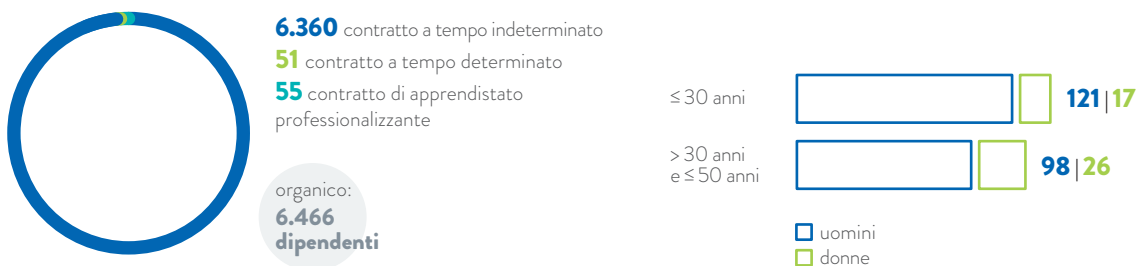 6.360 contratto a tempo indeterminato
51 contratto a tempo determinato
55 contratto di apprendistato
professionalizzante
organico:
6.466
dipendenti
≤ 30 anni
121 | 17
> 30 anni
e ≤ 50 anni
98 | 26
uomini
donne